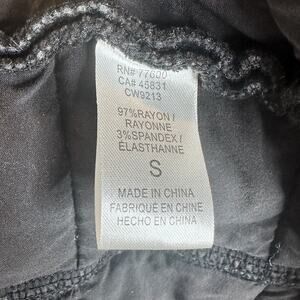 RN# 77600
CA# 45831
CW9213
97%RAYON/
RAYONNE
3%SPANDEX/
ÉLASTHANNE
S
MADE IN CHINA
FABRIQUÉ EN CHINE
HECHO EN CHINA